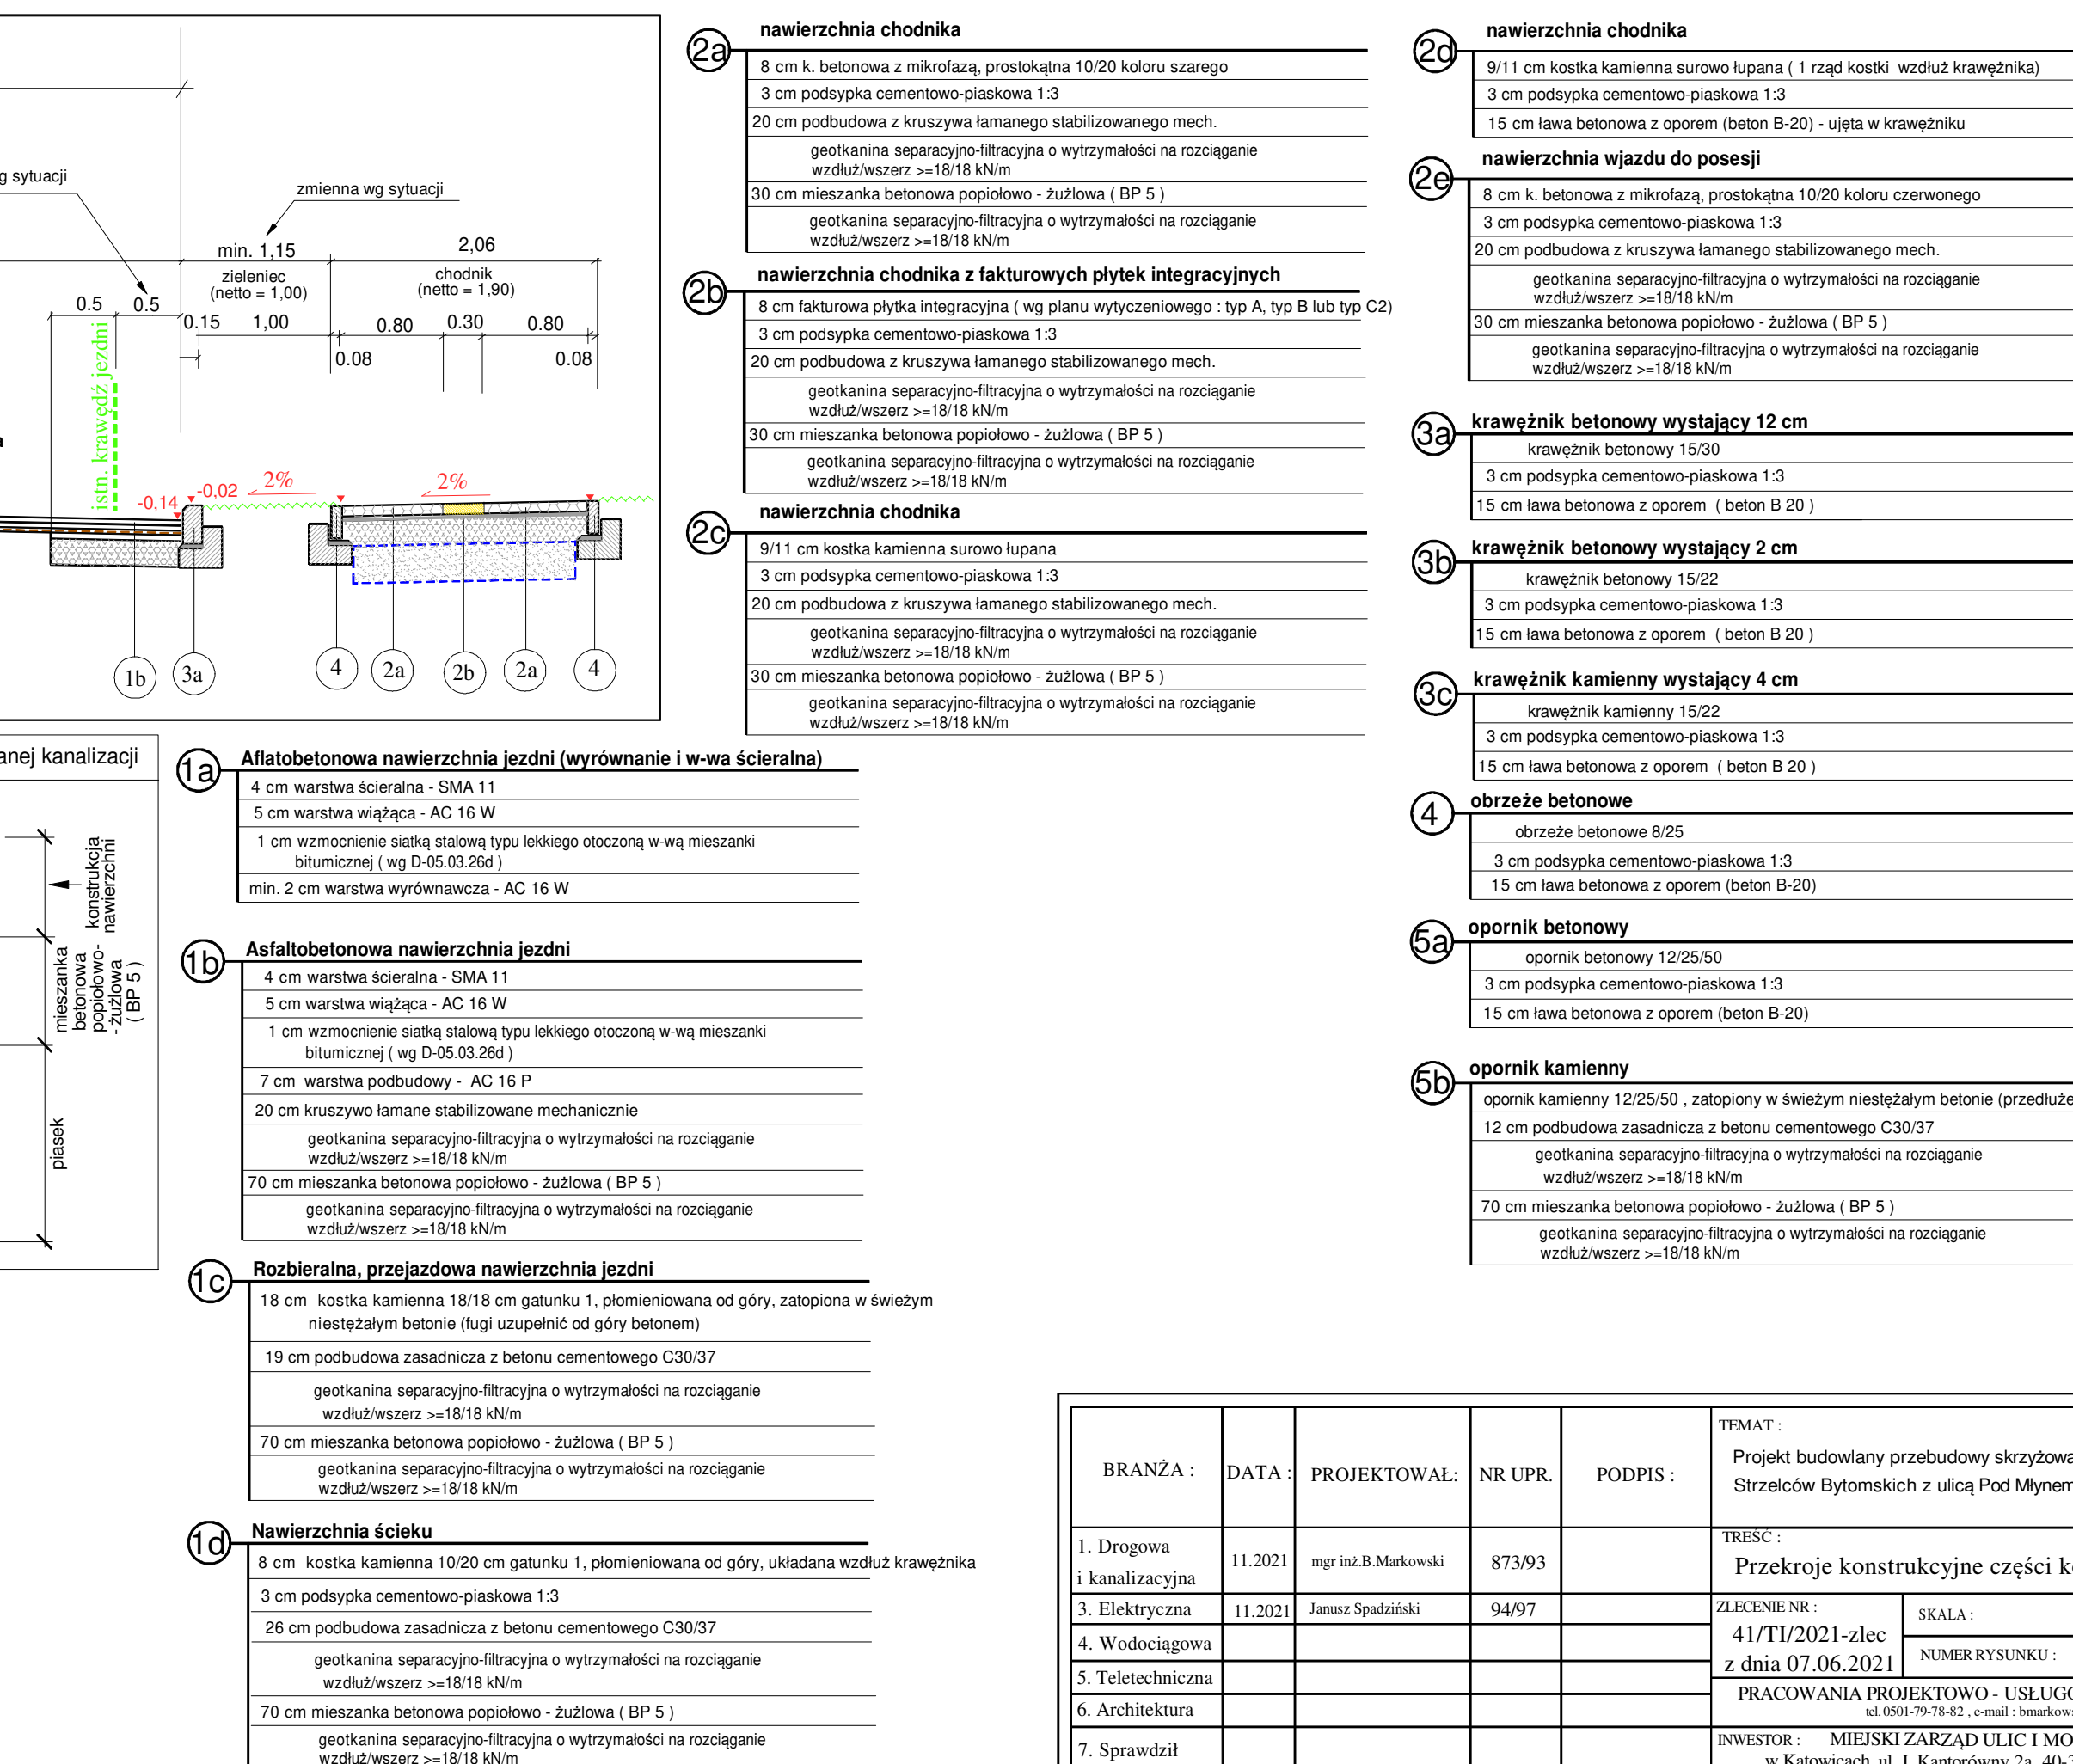 g sytuacji
zmienna wg sytuacji
min. 1,15
2,06
zieleniec
(netto = 1,00)
chodnik
(netto = 1,90)
0.5
0.5
0.15
1,00
0.80
0.30
0.80
0.08
0.08
istn. krawędź jezdni
a
-0,14
-0,02
2%
2%
1b
3a
4
2a
2b
2a
4
anej kanalizacji
konstrukcja
nawierzchni
mieszanka
betonowa
popiołowo-
- żużlowa
( BP 5 )
piasek
2a
nawierzchnia chodnika
8 cm k. betonowa z mikrofazą, prostokątna 10/20 koloru szarego
3 cm podsypka cementowo-piaskowa 1:3
20 cm podbudowa z kruszywa łamanego stabilizowanego mech.
geotkanina separacyjno-filtracyjna o wytrzymałości na rozciąganie
wzdłuż/wszerz >=18/18 kN/m
30 cm mieszanka betonowa popiołowo - żużlowa ( BP 5 )
geotkanina separacyjno-filtracyjna o wytrzymałości na rozciąganie
wzdłuż/wszerz >=18/18 kN/m
2b
nawierzchnia chodnika z fakturowych płytek integracyjnych
8 cm fakturowa płytka integracyjna ( wg planu wytyczeniowego : typ A, typ B lub typ C2)
3 cm podsypka cementowo-piaskowa 1:3
20 cm podbudowa z kruszywa łamanego stabilizowanego mech.
geotkanina separacyjno-filtracyjna o wytrzymałości na rozciąganie
wzdłuż/wszerz >=18/18 kN/m
30 cm mieszanka betonowa popiołowo - żużlowa ( BP 5 )
geotkanina separacyjno-filtracyjna o wytrzymałości na rozciąganie
wzdłuż/wszerz >=18/18 kN/m
2c
nawierzchnia chodnika
9/11 cm kostka kamienna surowo łupana
3 cm podsypka cementowo-piaskowa 1:3
20 cm podbudowa z kruszywa łamanego stabilizowanego mech.
geotkanina separacyjno-filtracyjna o wytrzymałości na rozciąganie
wzdłuż/wszerz >=18/18 kN/m
30 cm mieszanka betonowa popiołowo - żużlowa ( BP 5 )
geotkanina separacyjno-filtracyjna o wytrzymałości na rozciąganie
wzdłuż/wszerz >=18/18 kN/m
1a
Aflatobetonowa nawierzchnia jezdni (wyrównanie i w-wa ścieralna)
4 cm warstwa ścieralna - SMA 11
5 cm warstwa wiążąca - AC 16 W
1 cm wzmocnienie siatką stalową typu lekkiego otoczoną w-wą mieszanki
bitumicznej ( wg D-05.03.26d )
min. 2 cm warstwa wyrównawcza - AC 16 W
1b
Asfaltobetonowa nawierzchnia jezdni
4 cm warstwa ścieralna - SMA 11
5 cm warstwa wiążąca - AC 16 W
1 cm wzmocnienie siatką stalową typu lekkiego otoczoną w-wą mieszanki
bitumicznej ( wg D-05.03.26d )
7 cm warstwa podbudowy - AC 16 P
20 cm kruszywo łamane stabilizowane mechanicznie
geotkanina separacyjno-filtracyjna o wytrzymałości na rozciąganie
wzdłuż/wszerz >=18/18 kN/m
70 cm mieszanka betonowa popiołowo - żużlowa ( BP 5 )
geotkanina separacyjno-filtracyjna o wytrzymałości na rozciąganie
wzdłuż/wszerz >=18/18 kN/m
1c
Rozbieralna, przejazdowa nawierzchnia jezdni
18 cm kostka kamienna 18/18 cm gatunku 1, płomieniowana od góry, zatopiona w świeżym
niestężałym betonie (fugi uzupełnić od góry betonem)
19 cm podbudowa zasadnicza z betonu cementowego C30/37
geotkanina separacyjno-filtracyjna o wytrzymałości na rozciąganie
wzdłuż/wszerz >=18/18 kN/m
70 cm mieszanka betonowa popiołowo - żużlowa ( BP 5 )
geotkanina separacyjno-filtracyjna o wytrzymałości na rozciąganie
wzdłuż/wszerz >=18/18 kN/m
1d
Nawierzchnia ścieku
8 cm kostka kamienna 10/20 cm gatunku 1, płomieniowana od góry, układana wzdłuż krawężnika
3 cm podsypka cementowo-piaskowa 1:3
26 cm podbudowa zasadnicza z betonu cementowego C30/37
geotkanina separacyjno-filtracyjna o wytrzymałości na rozciąganie
wzdłuż/wszerz >=18/18 kN/m
70 cm mieszanka betonowa popiołowo - żużlowa ( BP 5 )
geotkanina separacyjno-filtracyjna o wytrzymałości na rozciąganie
wzdłuż/wszerz >=18/18 kN/m
2d
nawierzchnia chodnika
9/11 cm kostka kamienna surowo łupana ( 1 rząd kostki wzdłuż krawężnika)
3 cm podsypka cementowo-piaskowa 1:3
15 cm ława betonowa z oporem (beton B-20) - ujęta w krawężniku
2e
nawierzchnia wjazdu do posesji
8 cm k. betonowa z mikrofazą, prostokątna 10/20 koloru czerwonego
3 cm podsypka cementowo-piaskowa 1:3
20 cm podbudowa z kruszywa łamanego stabilizowanego mech.
geotkanina separacyjno-filtracyjna o wytrzymałości na rozciąganie
wzdłuż/wszerz >=18/18 kN/m
30 cm mieszanka betonowa popiołowo - żużlowa ( BP 5 )
geotkanina separacyjno-filtracyjna o wytrzymałości na rozciąganie
wzdłuż/wszerz >=18/18 kN/m
3a
krawężnik betonowy wystający 12 cm
krawężnik betonowy 15/30
3 cm podsypka cementowo-piaskowa 1:3
15 cm ława betonowa z oporem ( beton B 20 )
3b
krawężnik betonowy wystający 2 cm
krawężnik betonowy 15/22
3 cm podsypka cementowo-piaskowa 1:3
15 cm ława betonowa z oporem ( beton B 20 )
3c
krawężnik kamienny wystający 4 cm
krawężnik kamienny 15/22
3 cm podsypka cementowo-piaskowa 1:3
15 cm ława betonowa z oporem ( beton B 20 )
4
obrzeże betonowe
obrzeże betonowe 8/25
3 cm podsypka cementowo-piaskowa 1:3
15 cm ława betonowa z oporem (beton B-20)
5a
opornik betonowy
opornik betonowy 12/25/50
3 cm podsypka cementowo-piaskowa 1:3
15 cm ława betonowa z oporem (beton B-20)
5b
opornik kamienny
opornik kamienny 12/25/50 , zatopiony w świeżym niestężałym betonie (przedłuże
12 cm podbudowa zasadnicza z betonu cementowego C30/37
geotkanina separacyjno-filtracyjna o wytrzymałości na rozciąganie
wzdłuż/wszerz >=18/18 kN/m
70 cm mieszanka betonowa popiołowo - żużlowa ( BP 5 )
geotkanina separacyjno-filtracyjna o wytrzymałości na rozciąganie
wzdłuż/wszerz >=18/18 kN/m
BRANŻA : DATA : PROJEKTOWAŁ: NR UPR. PODPIS :
1. Drogowa
i kanalizacyjna
11.2021 mgr inż.B.Markowski 873/93
3. Elektryczna 11.2021 Janusz Spadziński 94/97
4. Wodociągowa
5. Teletechniczna
6. Architektura
7. Sprawdził
TEMAT :
Projekt budowlany przebudowy skrzyżowa
Strzelców Bytomskich z ulicą Pod Młynem
TREŚĆ :
Przekroje konstrukcyjne części k
ZLECENIE NR :
41/TI/2021-zlec
z dnia 07.06.2021
SKALA :
NUMER RYSUNKU :
PRACOWANIA PROJEKTOWO - USŁUG
tel. 0501-79-78-82 , e-mail : bmarkow
INWESTOR : MIEJSKI ZARZĄD ULIC I MO
w Katowicach, ul. J. Kantorówny 2a, 40-3